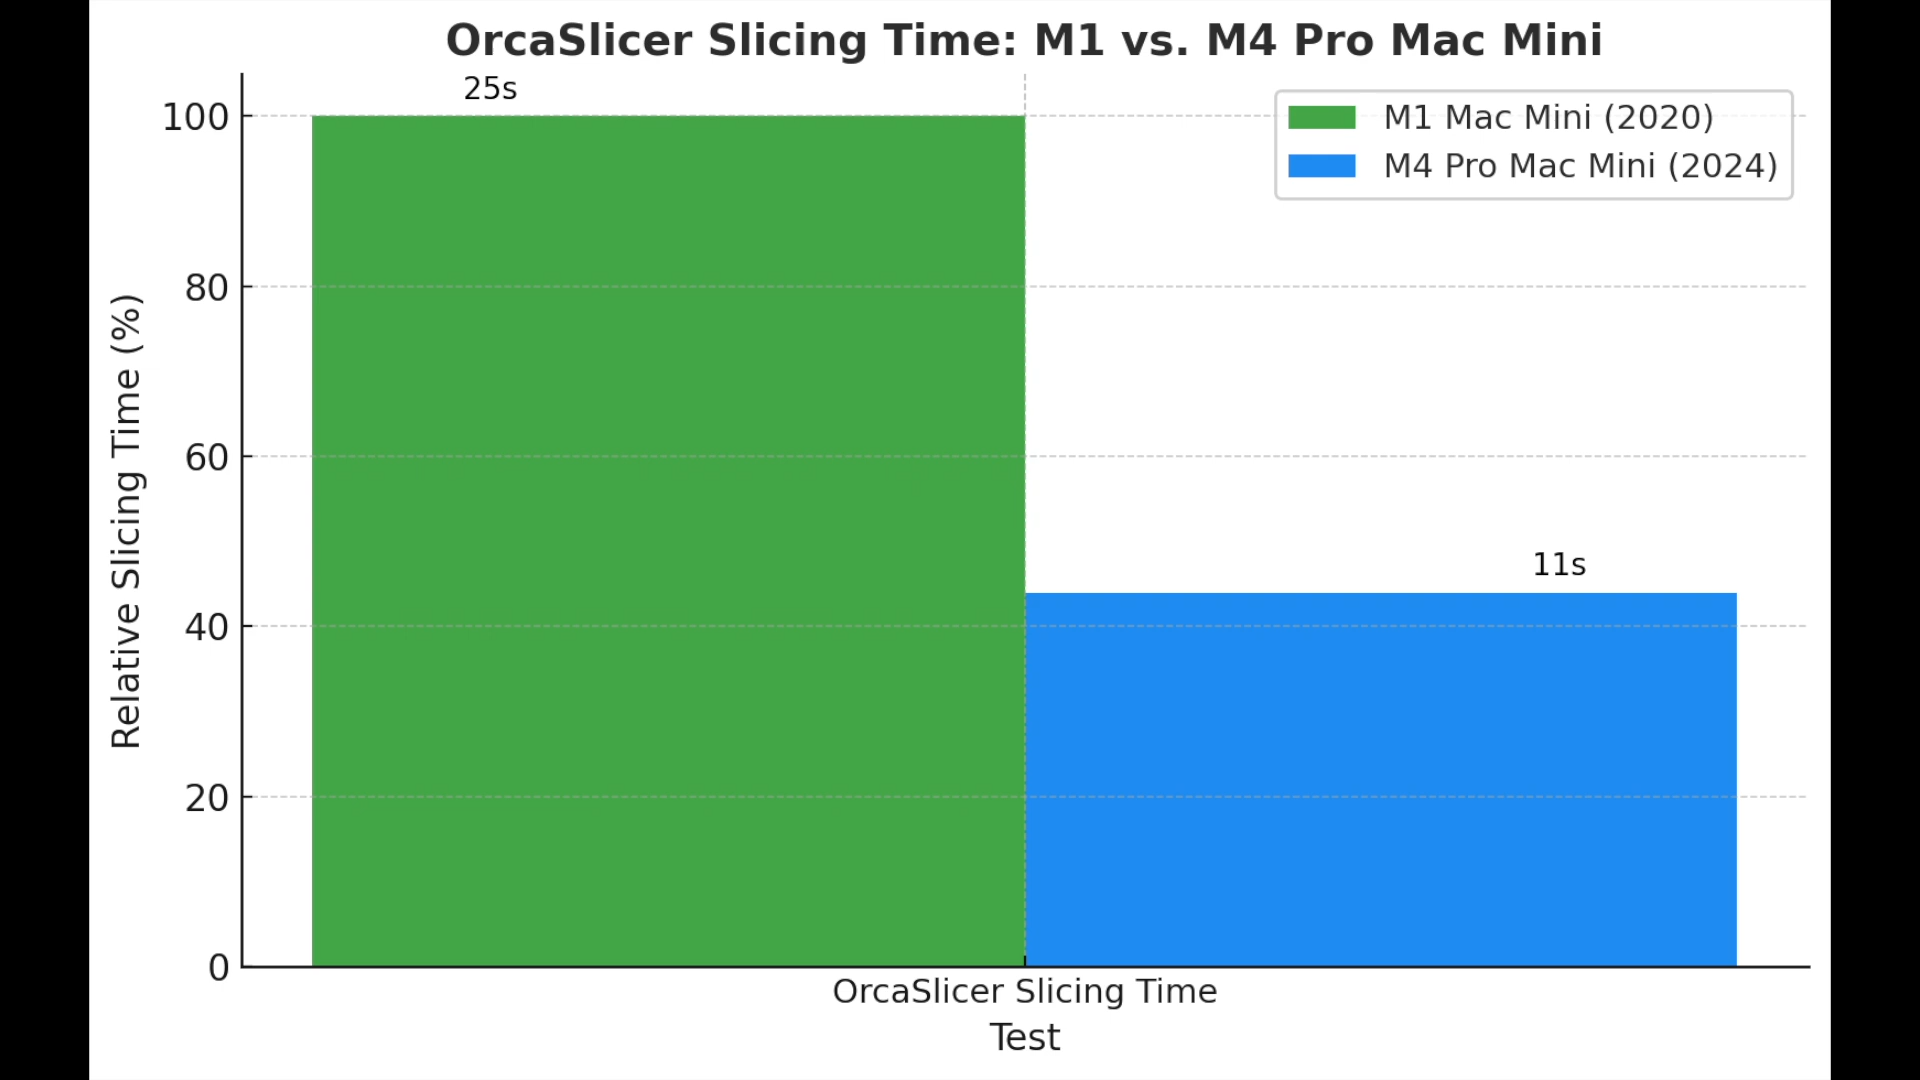 OrcaSlicer Slicing Time: M1 vs. M4 Pro Mac Mini
25s
M1 Mac Mini (2020)
M4 Pro Mac Mini (2024)
11s
Relative Slicing Time (%)
100
80
60
40
20
0
OrcaSlicer Slicing Time
Test